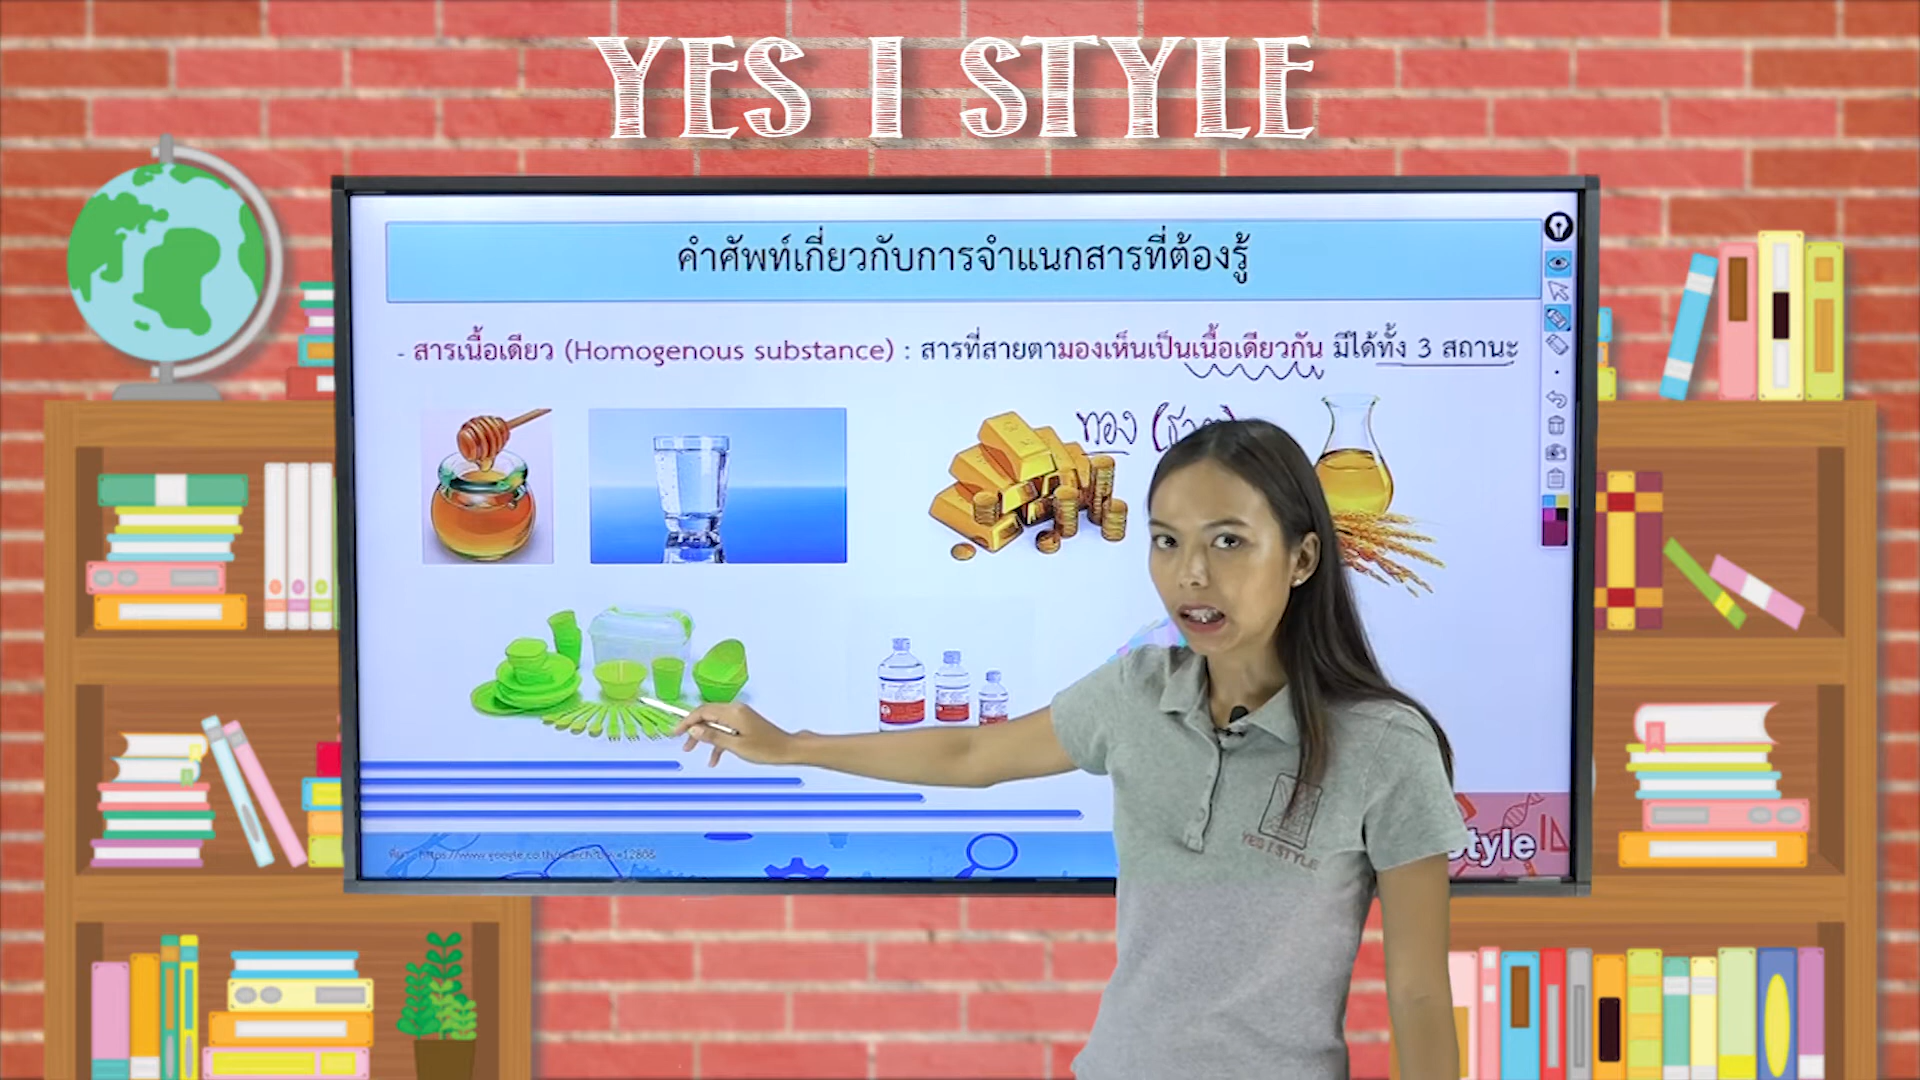 YES I STYLE
คำศัพท์เกี่ยวกับการจำแนกสารที่ต้องรู้
- สารเนื้อเดียว (Homogenous substance) : สารที่สายตามองเห็นเป็นเนื้อเดียวกัน มีได้ทั้ง 3 สถานะ
ทอง
YES I STYLE
style